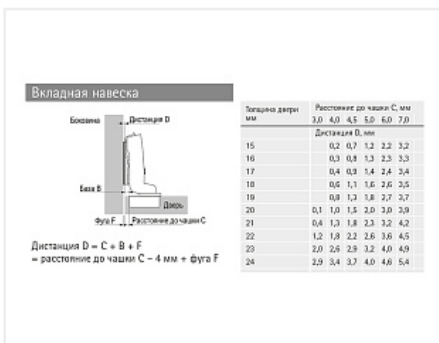 Вкладная навеска
Боковина
Дистанция D
База B
Дверь
Фуга F
Расстояние до чашки C
Дистанция D = C + B + F
= расстояние до чашки C – 4 мм + фуга F
Толщина двери мм
Расстояние до чашки C, мм
3,0 4,0 4,5 5,0 6,0 7,0
Дистанция D, мм
15 0,2 0,7 1,2 2,2 3,2
16 0,3 0,8 1,3 2,3 3,3
17 0,4 0,9 1,4 2,4 3,4
18 0,6 1,1 1,6 2,6 3,5
19 0,8 1,3 1,8 2,7 3,7
20 0,1 1,0 1,5 2,0 3,0 3,9
21 0,4 1,3 1,8 2,3 3,2 4,2
22 1,2 1,8 2,2 2,6 3,6 4,5
23 2,0 2,6 2,9 3,2 4,0 4,9
24 2,9 3,4 3,7 4,0 4,6 5,4